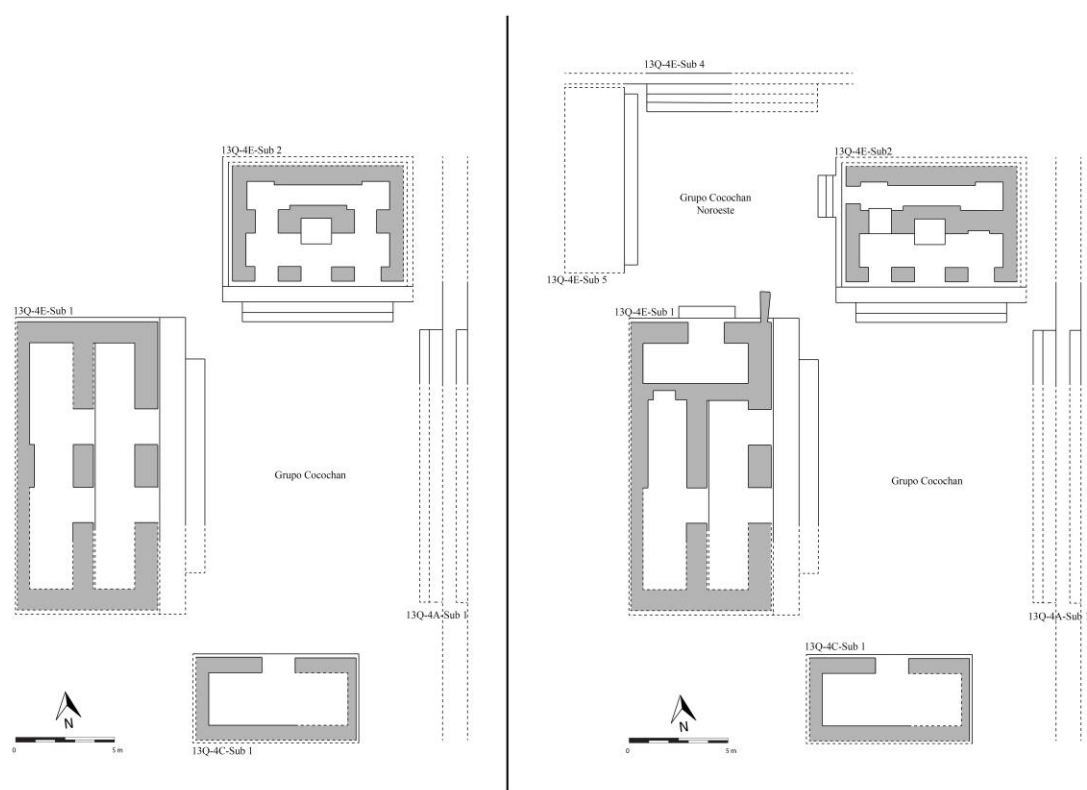 13Q-4E-Sub 2
13Q-4E-Sub 1
Grupo Cocochan
13Q-4A-Sub 1
N
0
5 m
13Q-4C-Sub 1
13Q-4E-Sub 4
13Q-4E-Sub2
Grupo Cocochan
Noroeste
13Q-4E-Sub 5
13Q-4E-Sub 1
Grupo Cocochan
13Q-4A-Sub
13Q-4C-Sub 1
N
0
5 m